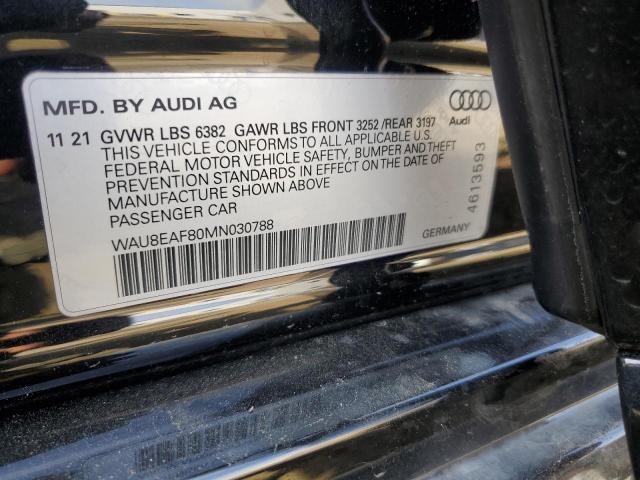 MFD. BY AUDI AG
Audi
11 21 GVWR LBS 6382 GAWR LBS FRONT 3252 /REAR 3197
THIS VEHICLE CONFORMS TO ALL APPLICABLE U.S.
FEDERAL MOTOR VEHICLE SAFETY, BUMPER AND THEFT
PREVENTION STANDARDS IN EFFECT ON THE DATE OF
MANUFACTURE SHOWN ABOVE
PASSENGER CAR
WAU8EAF80MN030788
GERMANY
4613593